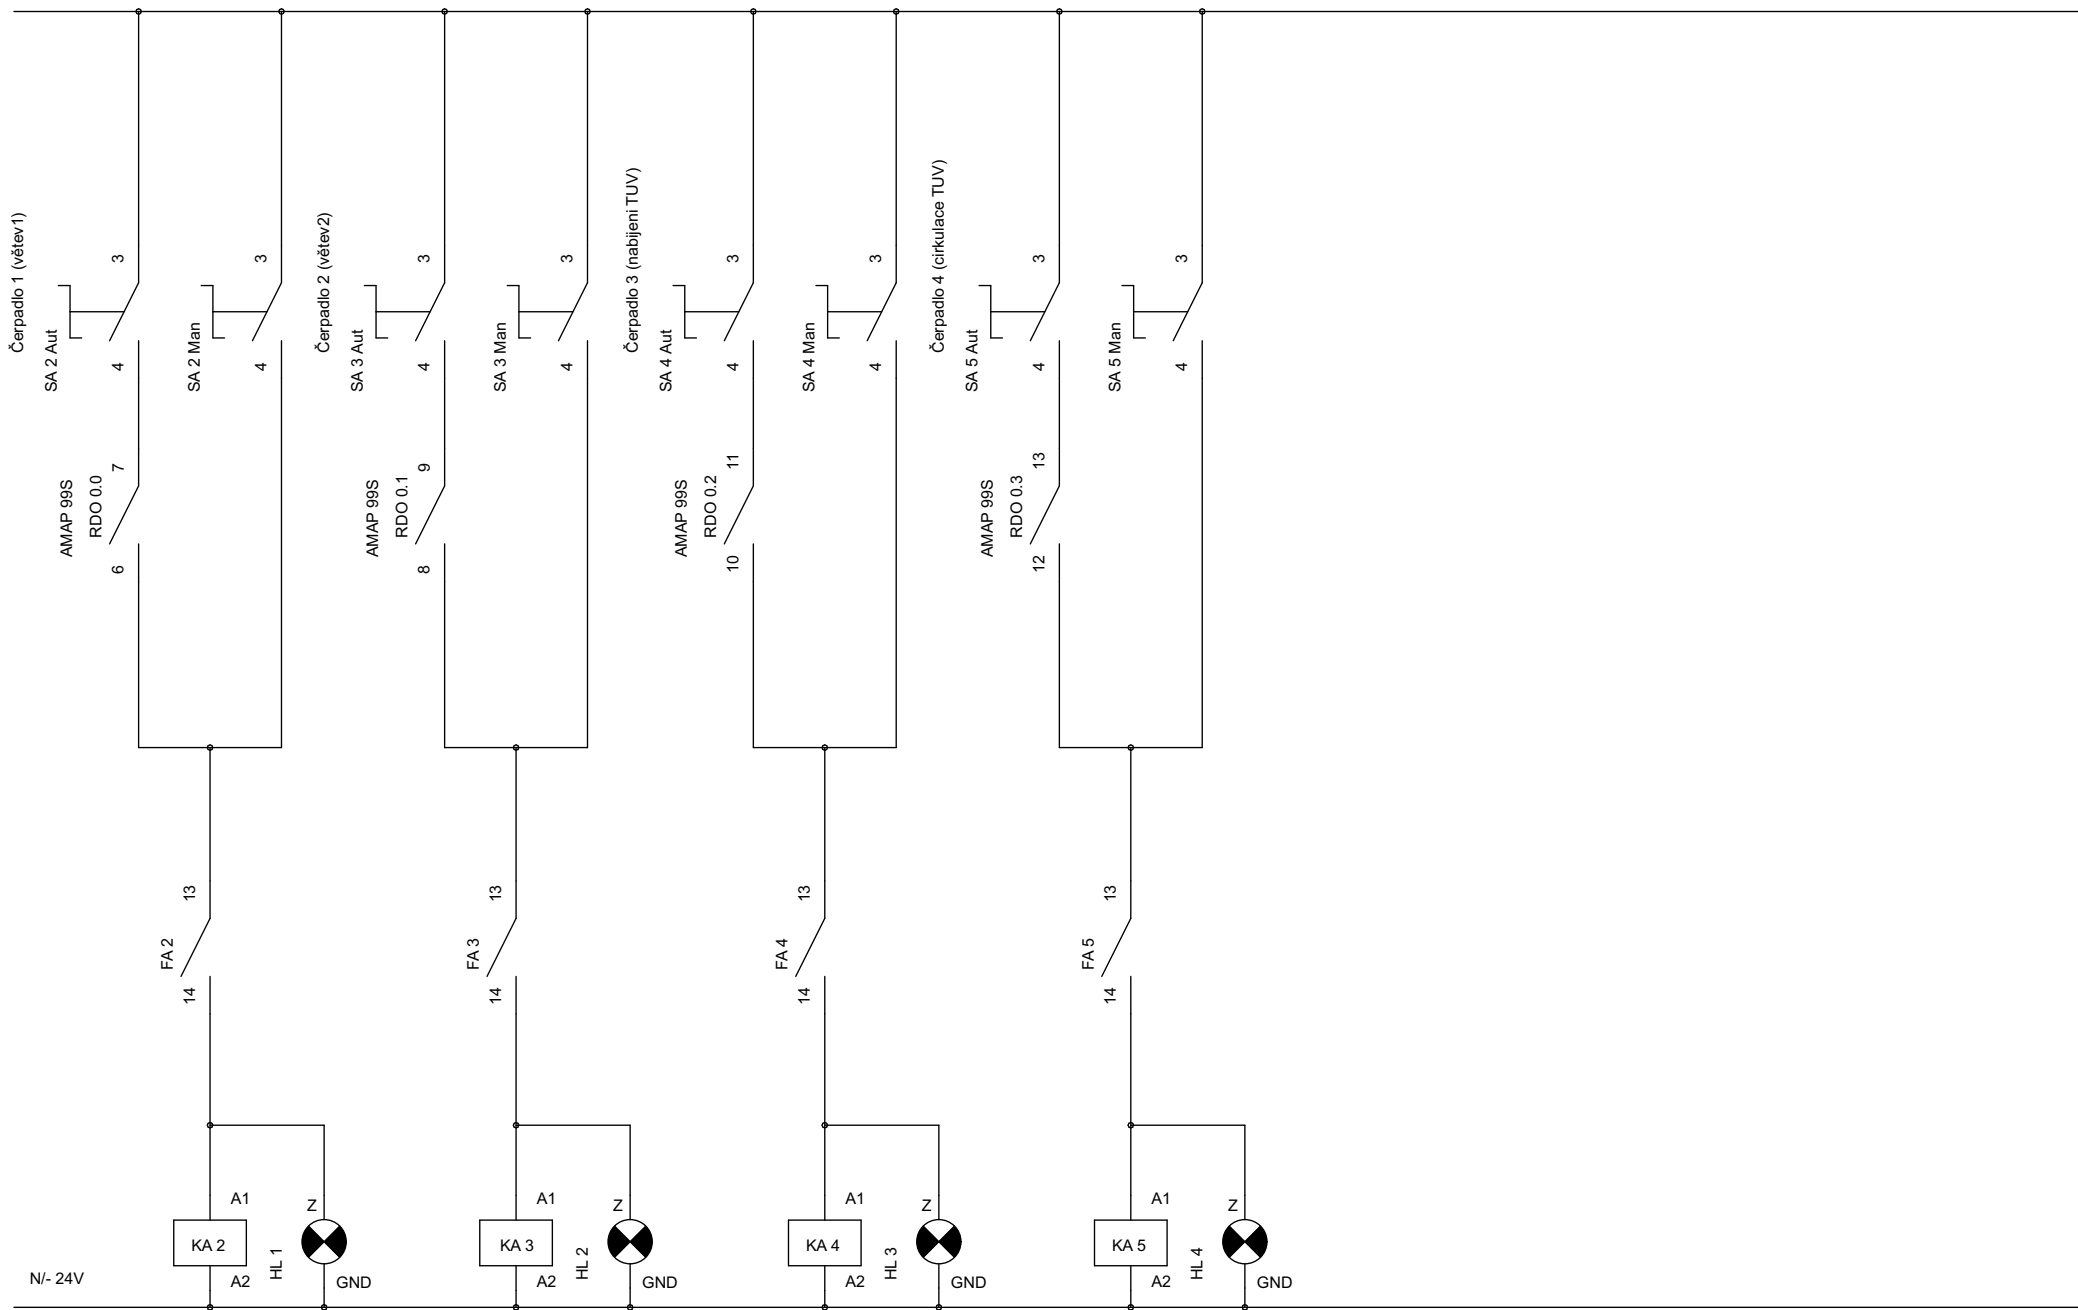 Čerpadlo 1 (větev1)
SA 2 Aut
3
4
SA 2 Man
3
4
AMAP 99S
RDO 0.0
7
6
FA 2
13
14
KA 2
A1
A2
HL 1
Z
GND
Čerpadlo 2 (větev2)
SA 3 Aut
3
4
SA 3 Man
3
4
AMAP 99S
RDO 0.1
9
8
FA 3
13
14
KA 3
A1
A2
HL 2
Z
GND
Čerpadlo 3 (nabijeni TUV)
SA 4 Aut
3
4
SA 4 Man
3
4
AMAP 99S
RDO 0.2
11
10
FA 4
13
14
KA 4
A1
A2
HL 3
Z
GND
Čerpadlo 4 (cirkulace TUV)
SA 5 Aut
3
4
SA 5 Man
3
4
AMAP 99S
RDO 0.3
13
12
FA 5
13
14
KA 5
A1
A2
HL 4
Z
GND
N/- 24V